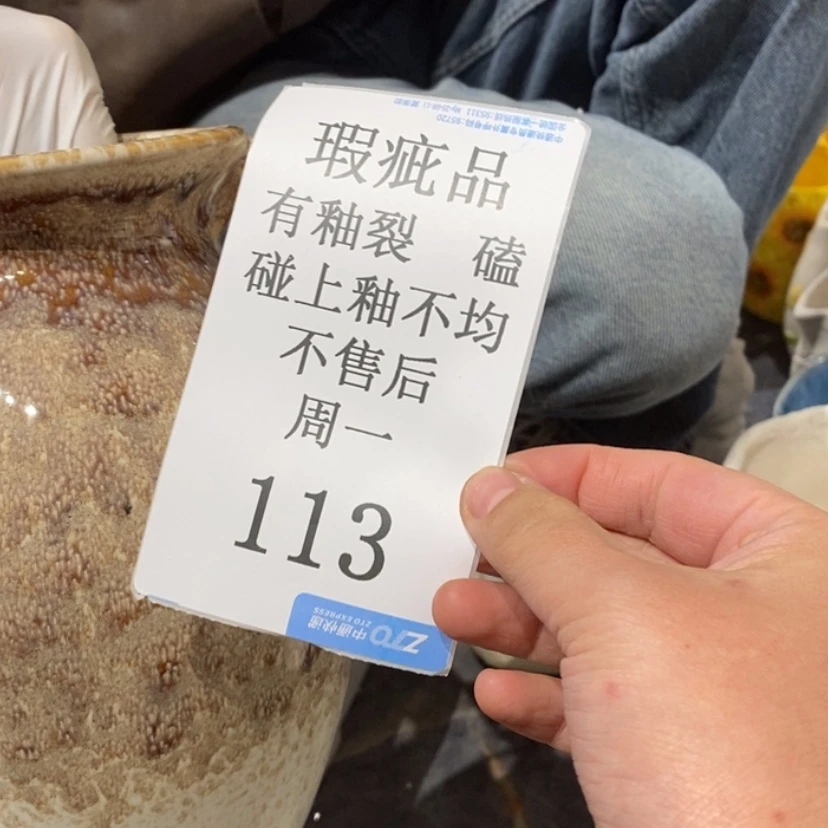 瑕疵品
有釉裂 磕
碰上釉不均
不售后
周一
113
中通快递
ZTO EXPRESS
ZTO